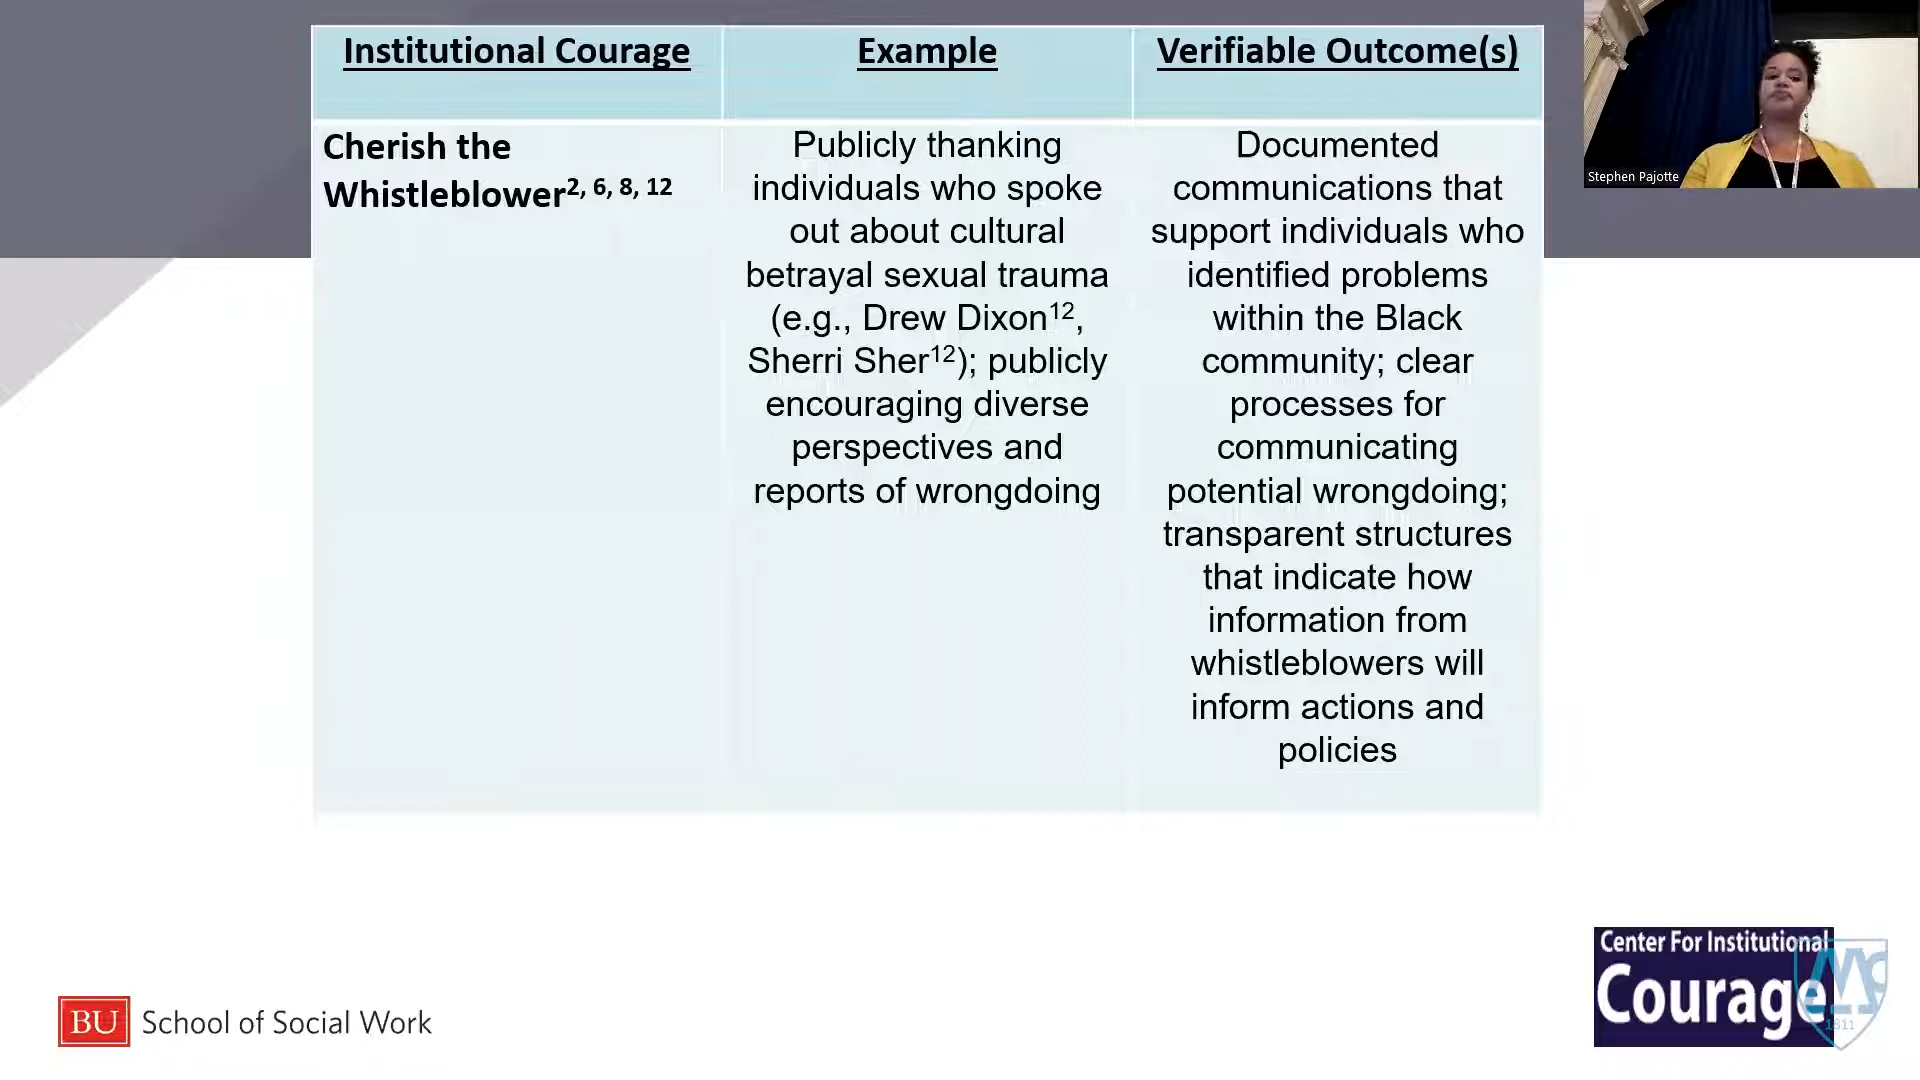 Institutional Courage
Example
Verifiable Outcome(s)
Cherish the
Whistleblower2, 6, 8, 12
Publicly thanking
individuals who spoke
out about cultural
betrayal sexual trauma
(e.g., Drew Dixon12,
Sherri Sher12); publicly
encouraging diverse
perspectives and
reports of wrongdoing
Documented
communications that
support individuals who
identified problems
within the Black
community; clear
processes for
communicating
potential wrongdoing;
transparent structures
that indicate how
information from
whistleblowers will
inform actions and
policies
Stephen Pajotte
BU School of Social Work
Center For Institutional
Courage
1811